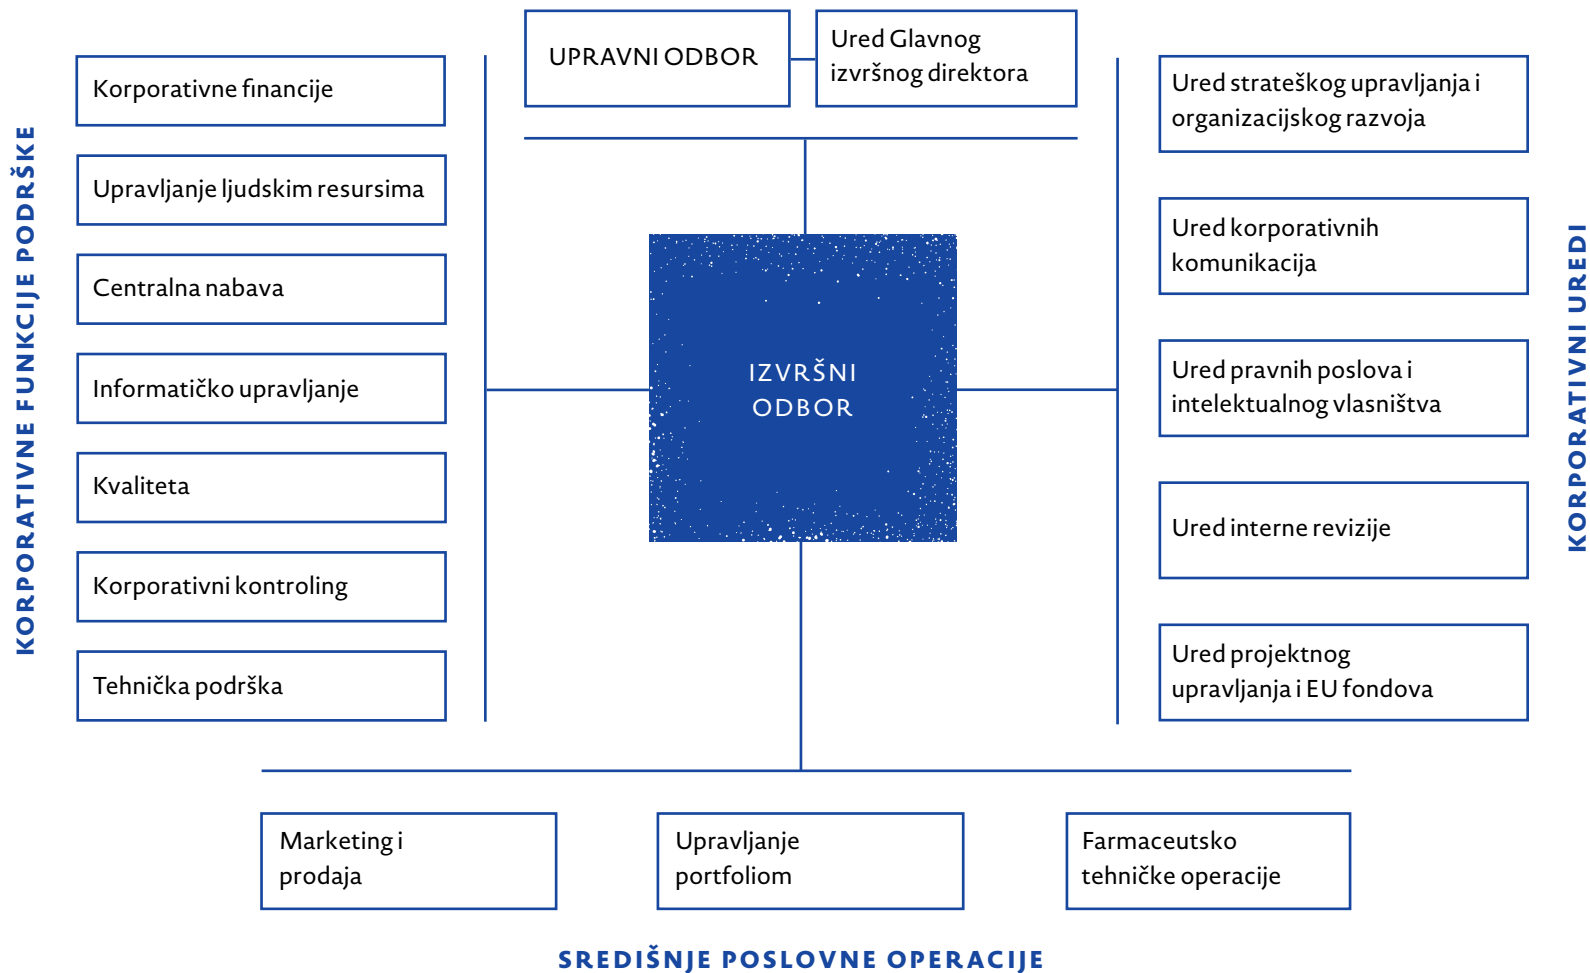 UPRAVNI ODBOR
Ured Glavnog
izvršnog direktora
KORPORATIVNE FUNKCIJE PODRŠKE
Korporativne financije
Upravljanje ljudskim resursima
Centralna nabava
Informatičko upravljanje
Kvaliteta
Korporativni kontroling
Tehnička podrška
IZVRŠNI
ODBOR
Ured strateškog upravljanja i
organizacijskog razvoja
Ured korporativnih
komunikacija
Ured pravnih poslova i
intelektualnog vlasništva
Ured interne revizije
Ured projektnog
upravljanja i EU fondova
KORPORATIVNI UREDI
Marketing i
prodaja
Upravljanje
portfoliom
Farmaceutsko
tehničke operacije
SREDIŠNJE POSLOVNE OPERACIJE